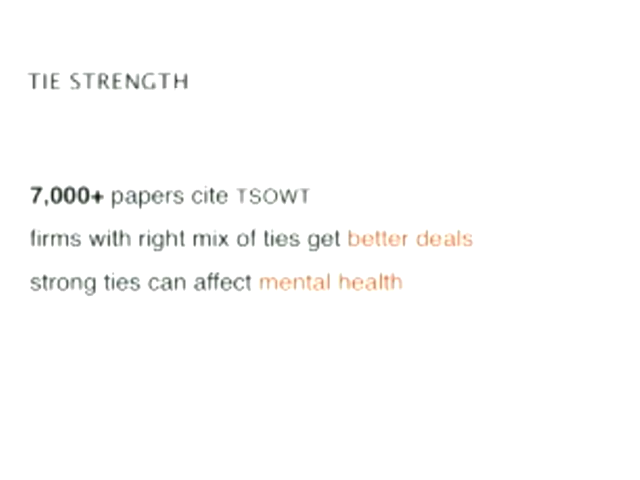 TIE STRENGTH
7,000+ papers cite TSOWT
firms with right mix of ties get better deals
strong ties can affect mental health